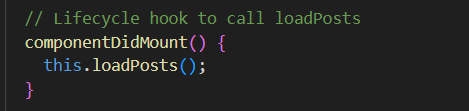 // Lifecycle hook to call loadPosts
componentDidMount() {
  this.loadPosts();
}